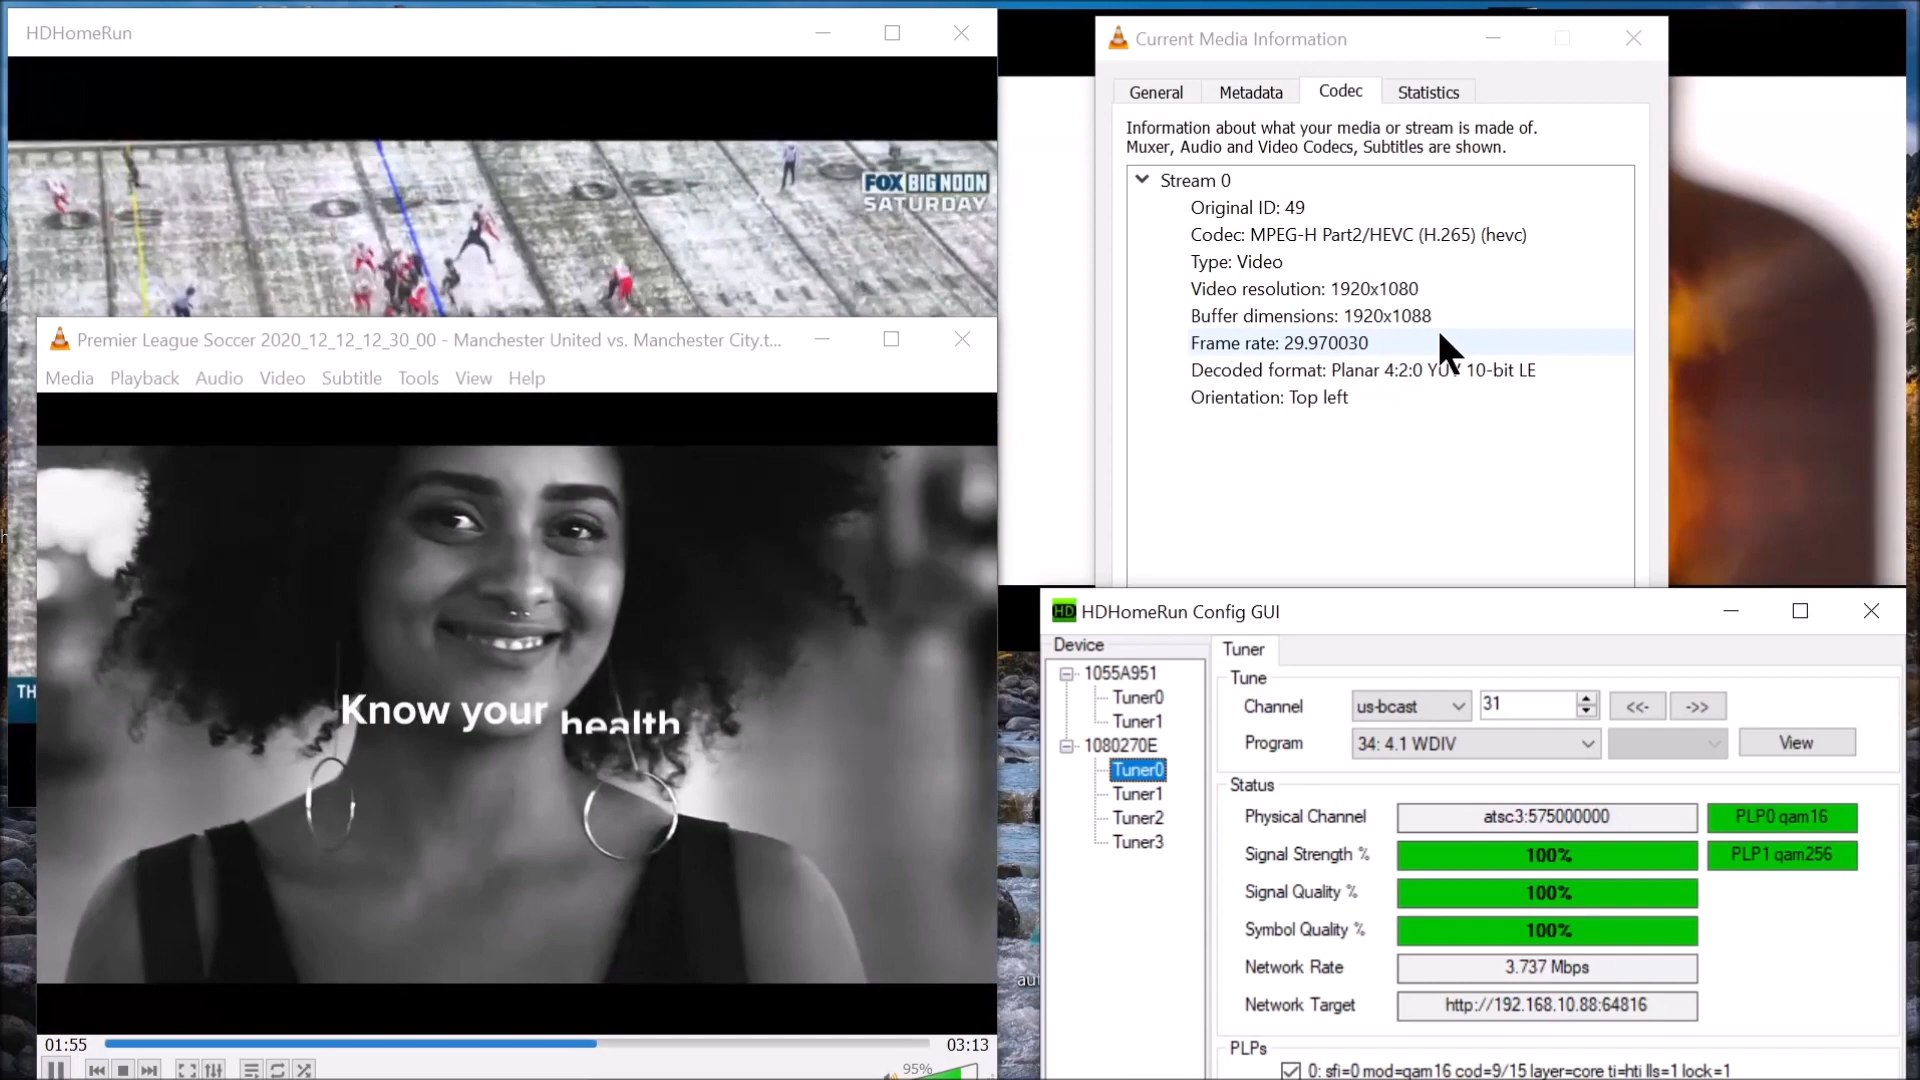 HDHomeRun
FOX BIG NOON
SATURDAY
Premier League Soccer 2020_12_12_12_30_00 - Manchester United vs. Manchester City.t...
Media Playback Audio Video Subtitle Tools View Help
TH
Know your health
01:55
03:13
95%
Current Media Information
General Metadata Codec Statistics
Information about what your media or stream is made of.
Muxer, Audio and Video Codecs, Subtitles are shown.
Stream 0
Original ID: 49
Codec: MPEG-H Part2/HEVC (H.265) (hevc)
Type: Video
Video resolution: 1920x1080
Buffer dimensions: 1920x1088
Frame rate: 29.970030
Decoded format: Planar 4:2:0 YUV 10-bit LE
Orientation: Top left
HD HDHomeRun Config GUI
Device
1055A951
Tuner0
Tuner1
1080270E
Tuner0
Tuner1
Tuner2
Tuner3
Tuner
Tune
Channel us-bcast 31 <<- ->>
Program 34: 4.1 WDIV View
Status
Physical Channel atsc3:575000000 PLP0 qam16
Signal Strength % 100% PLP1 qam256
Signal Quality % 100%
Symbol Quality % 100%
Network Rate 3.737 Mbps
Network Target http://192.168.10.88:64816
PLPs
0: sfi=0 mod=qam16 cod=9/15 layer=core ti=hti lls=1 lock=1